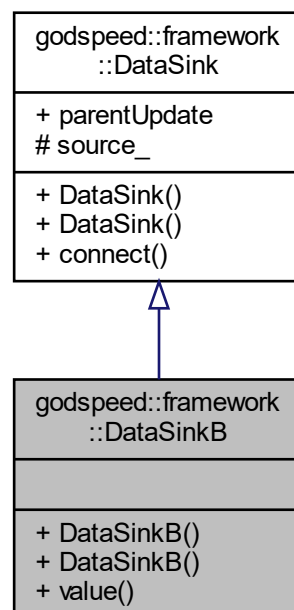 godspeed::framework
::DataSink
+ parentUpdate
# source_
+ DataSink()
+ DataSink()
+ connect()
godspeed::framework
::DataSinkB
+ DataSinkB()
+ DataSinkB()
+ value()